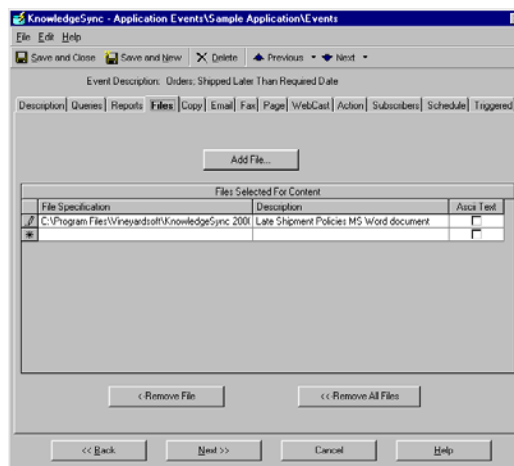 KnowledgeSync - Application Events\Sample Application\Events
File Edit Help
Save and Close Save and New Delete Previous Next
Event Description: Orders: Shipped Later Than Required Date
Description Queries Reports Files Copy Email Fax Page WebCast Action Subscribers Schedule Triggered
Add File...
Files Selected For Content
File Specification Description Ascii Text
C:\Program Files\Vineyardsoft\KnowledgeSync 200 Late Shipment Policies MS Word document
<-Remove File <<-Remove All Files
<< Back Next >> Cancel Help